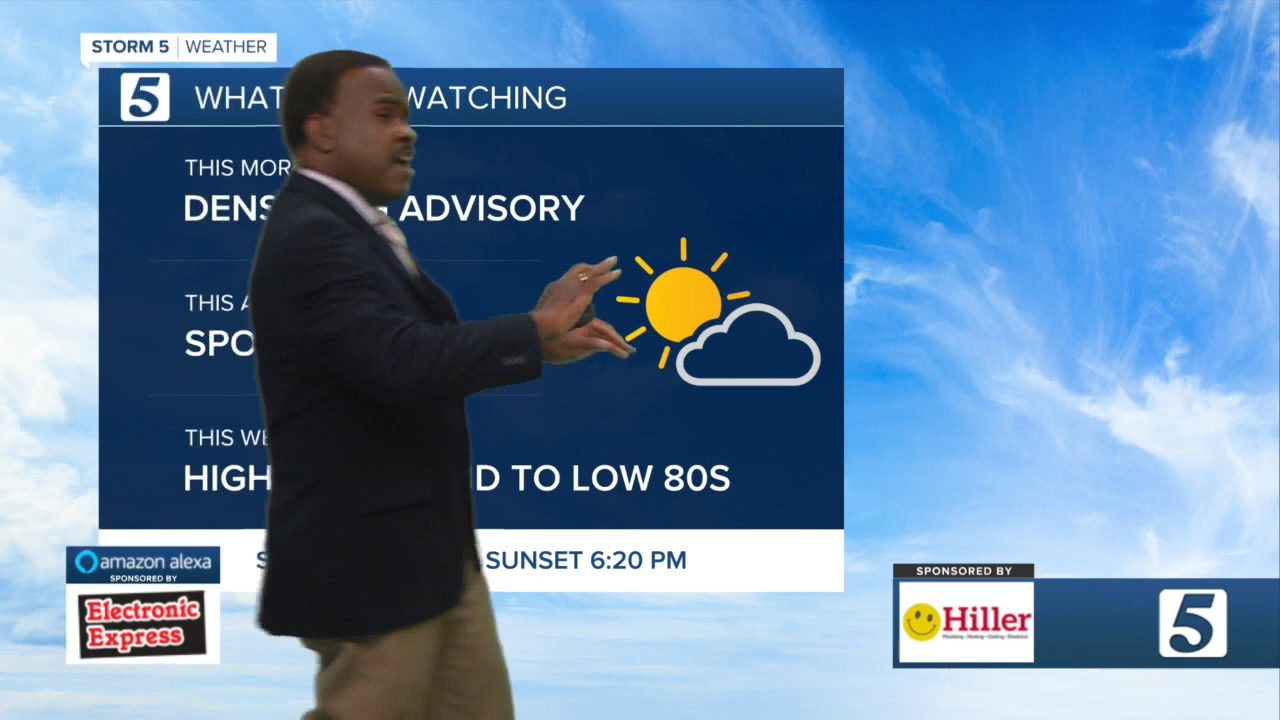 STORM 5 WEATHER
5 WHAT WATCHING
THIS MOR
DENS ADVISORY
THIS A
SPO
THIS WE
HIGH D TO LOW 80S
S SUNSET 6:20 PM
amazon alexa
SPONSORED BY
Electronic
Express
SPONSORED BY
Hiller
Plumbing • Heating • Cooling • Electrical
5